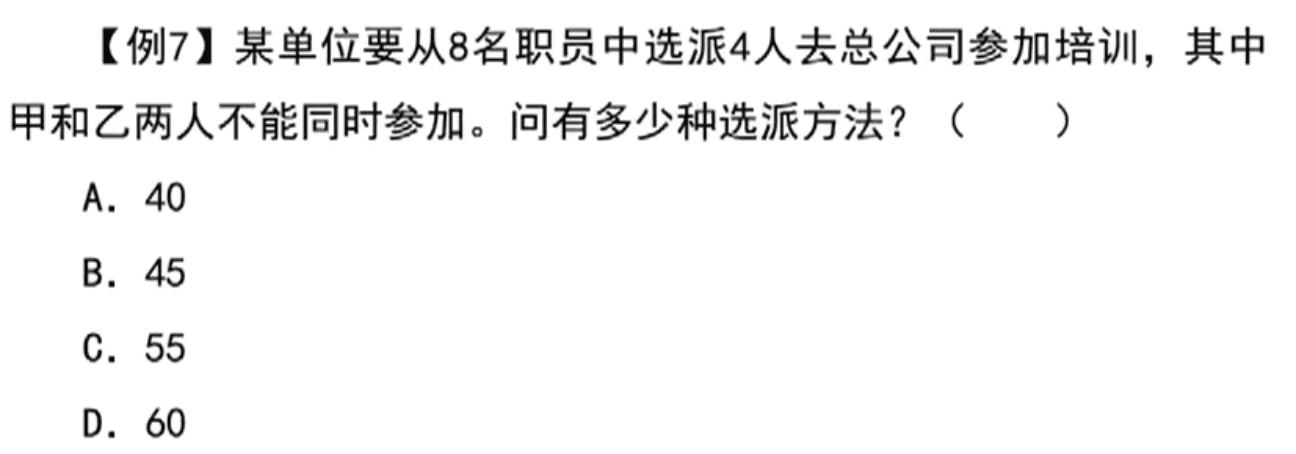 【例7】某单位要从8名职员中选派4人去总公司参加培训，其中
甲和乙两人不能同时参加。问有多少种选派方法？（　　）
A. 40
B. 45
C. 55
D. 60